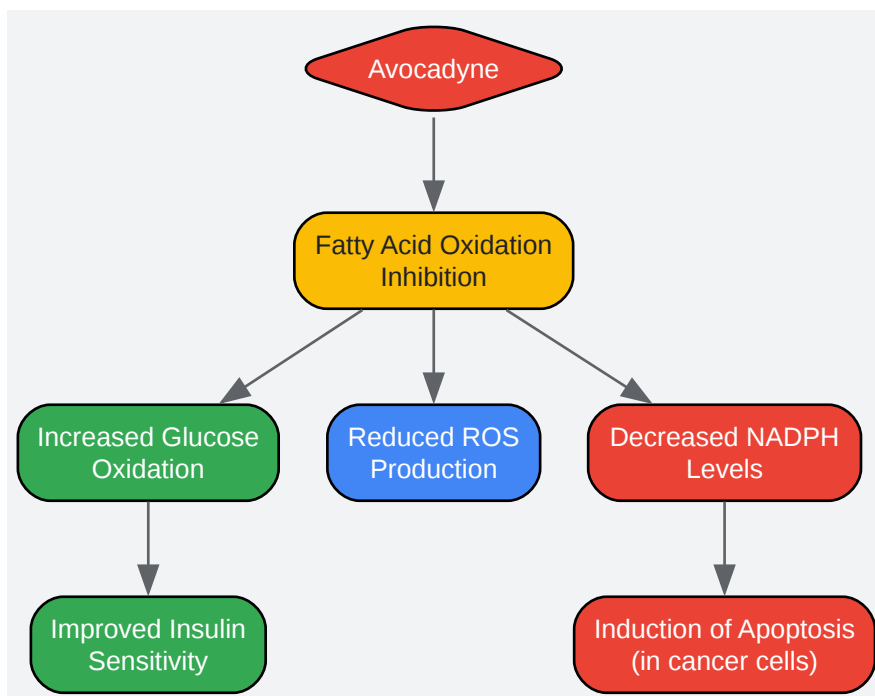 Avocadyne
Fatty Acid Oxidation
Inhibition
Increased Glucose
Oxidation
Reduced ROS
Production
Decreased NADPH
Levels
Improved Insulin
Sensitivity
Induction of Apoptosis
(in cancer cells)